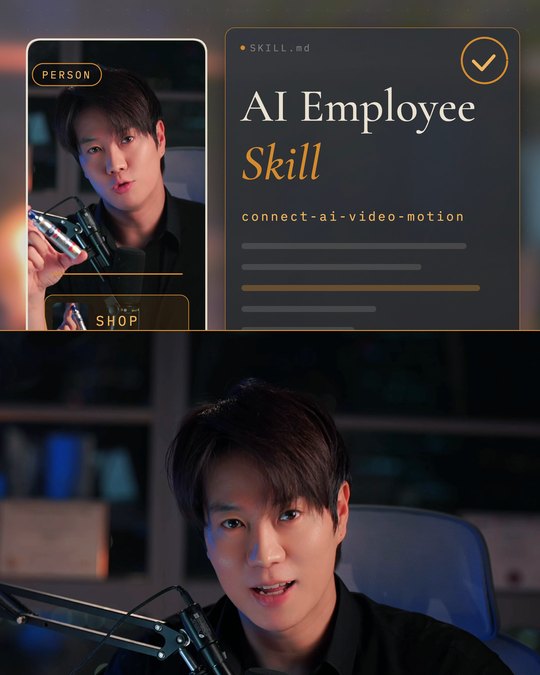 PERSON
SHOP
SKILL.md
AI Employee
Skill
connect-ai-video-motion